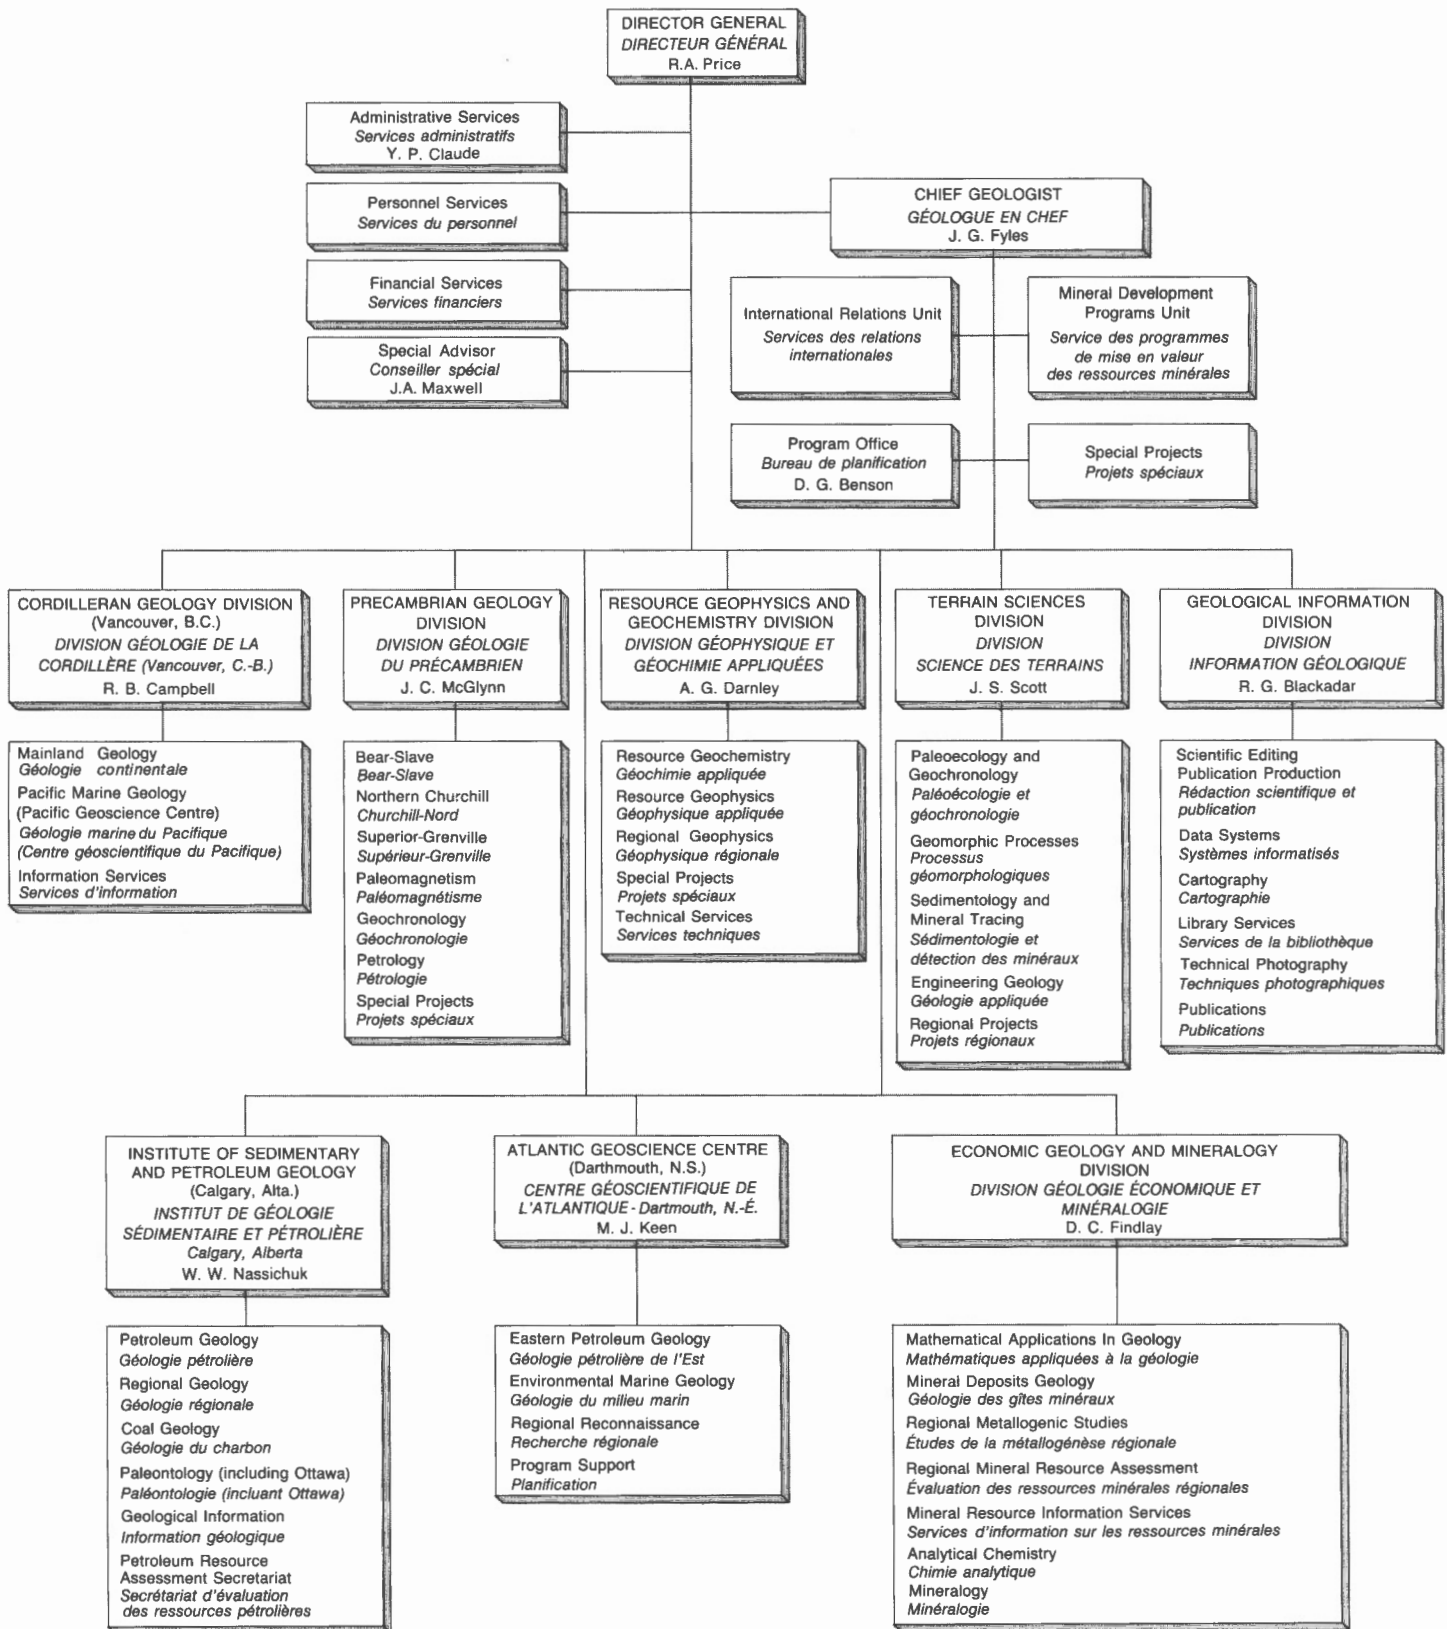 DIRECTOR GENERAL
DIRECTEUR GÉNÉRAL
R.A. Price
Administrative Services
Services administratifs
Y. P. Claude
Personnel Services
Services du personnel
CHIEF GEOLOGIST
GÉOLOGUE EN CHEF
J. G. Fyles
Financial Services
Services financiers
Special Advisor
Conseiller spécial
J.A. Maxwell
International Relations Unit
Services des relations
internationales
Mineral Development
Programs Unit
Service des programmes
de mise en valeur
des ressources minérales
Program Office
Bureau de planification
D. G. Benson
Special Projects
Projets spéciaux
CORDILLERAN GEOLOGY DIVISION
(Vancouver, B.C.)
DIVISION GÉOLOGIE DE LA
CORDILLÈRE (Vancouver, C.-B.)
R. B. Campbell
PRECAMBRIAN GEOLOGY
DIVISION
DIVISION GÉOLOGIE
DU PRÉCAMBRIEN
J. C. McGlynn
RESOURCE GEOPHYSICS AND
GEOCHEMISTRY DIVISION
DIVISION GÉOPHYSIQUE ET
GÉOCHIMIE APPLIQUÉES
A. G. Darnley
TERRAIN SCIENCES
DIVISION
DIVISION
SCIENCE DES TERRAINS
J. S. Scott
GEOLOGICAL INFORMATION
DIVISION
DIVISION
INFORMATION GÉOLOGIQUE
R. G. Blackadar
Mainland Geology
Géologie continentale
Pacific Marine Geology
(Pacific Geoscience Centre)
Géologie marine du Pacifique
(Centre géoscientifique du Pacifique)
Information Services
Services d'information
Bear-Slave
Bear-Slave
Northern Churchill
Churchill-Nord
Superior-Grenville
Supérieur-Grenville
Paleomagnetism
Paléomagnétisme
Geochronology
Géochronologie
Petrology
Pétrologie
Special Projects
Projets spéciaux
Resource Geochemistry
Géochimie appliquée
Resource Geophysics
Géophysique appliquée
Regional Geophysics
Géophysique régionale
Special Projects
Projets spéciaux
Technical Services
Services techniques
Paleoecology and
Geochronology
Paléoécologie et
géochronologie
Geomorphic Processes
Processus
géomorphologiques
Sedimentology and
Mineral Tracing
Sédimentologie et
détection des minéraux
Engineering Geology
Géologie appliquée
Regional Projects
Projets régionaux
Scientific Editing
Publication Production
Rédaction scientifique et
publication
Data Systems
Systèmes informatisés
Cartography
Cartographie
Library Services
Services de la bibliothèque
Technical Photography
Techniques photographiques
Publications
Publications
INSTITUTE OF SEDIMENTARY
AND PETROLEUM GEOLOGY
(Calgary, Alta.)
INSTITUT DE GÉOLOGIE
SÉDIMENTAIRE ET PÉTROLIÈRE
Calgary, Alberta
W. W. Nassichuk
ATLANTIC GEOSCIENCE CENTRE
(Darthmouth, N.S.)
CENTRE GÉOSCIENTIFIQUE DE
L'ATLANTIQUE - Dartmouth, N.-É.
M. J. Keen
ECONOMIC GEOLOGY AND MINERALOGY
DIVISION
DIVISION GÉOLOGIE ÉCONOMIQUE ET
MINÉRALOGIE
D. C. Findlay
Petroleum Geology
Géologie pétrolière
Regional Geology
Géologie régionale
Coal Geology
Géologie du charbon
Paleontology (including Ottawa)
Paléontologie (incluant Ottawa)
Geological Information
Information géologique
Petroleum Resource
Assessment Secretariat
Secrétariat d'évaluation
des ressources pétrolières
Eastern Petroleum Geology
Géologie pétrolière de l'Est
Environmental Marine Geology
Géologie du milieu marin
Regional Reconnaissance
Recherche régionale
Program Support
Planification
Mathematical Applications In Geology
Mathématiques appliquées à la géologie
Mineral Deposits Geology
Géologie des gîtes minéraux
Regional Metallogenic Studies
Études de la métallogénèse régionale
Regional Mineral Resource Assessment
Évaluation des ressources minérales régionales
Mineral Resource Information Services
Services d'information sur les ressources minérales
Analytical Chemistry
Chimie analytique
Mineralogy
Minéralogie